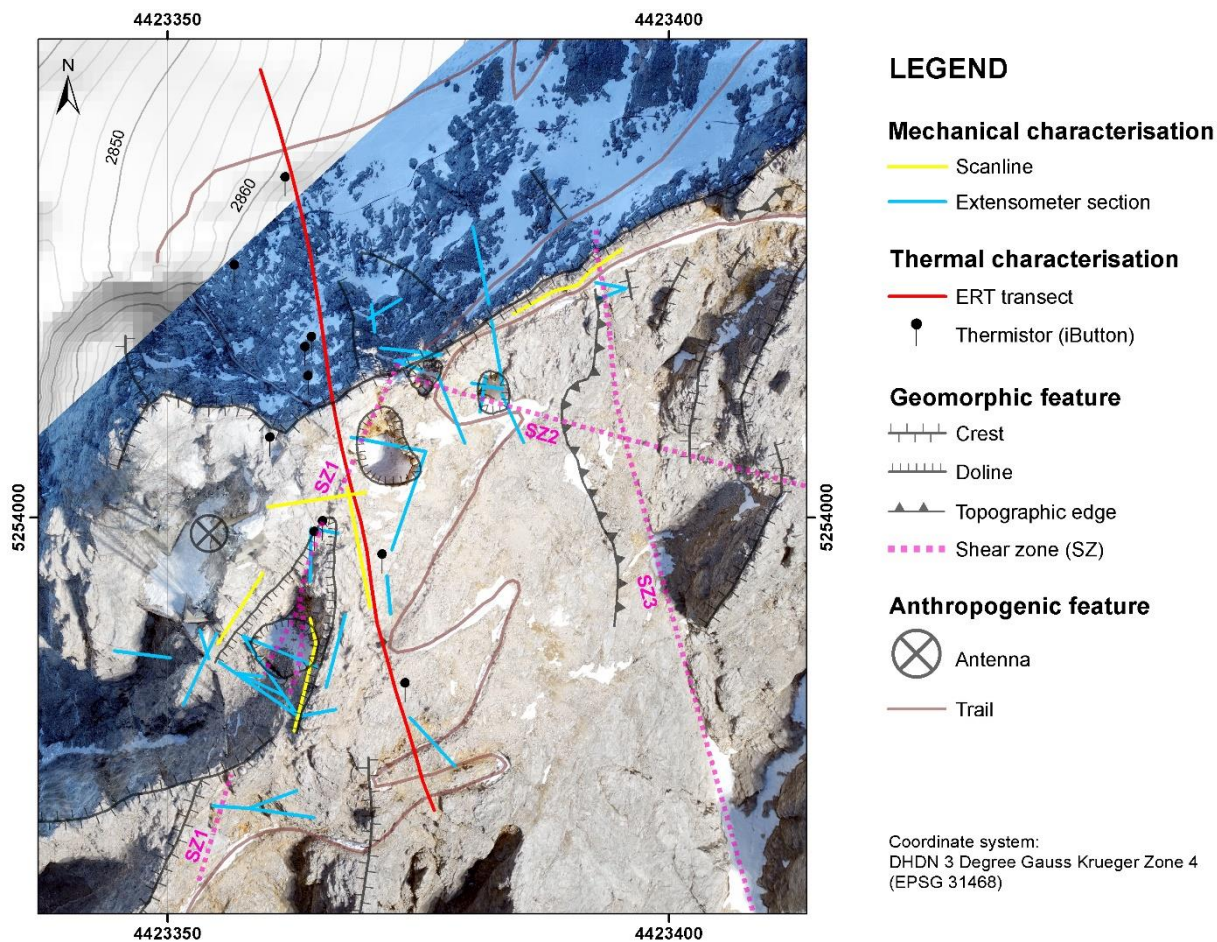 4423350
4423400
N
2850
2860
SZ1
SZ2
5254000
5254000
SZ3
SZ1
4423350
4423400
LEGEND
Mechanical characterisation
Scanline
Extensometer section
Thermal characterisation
ERT transect
Thermistor (iButton)
Geomorphic feature
Crest
Doline
Topographic edge
Shear zone (SZ)
Anthropogenic feature
Antenna
Trail
Coordinate system:
DHDN 3 Degree Gauss Krueger Zone 4
(EPSG 31468)